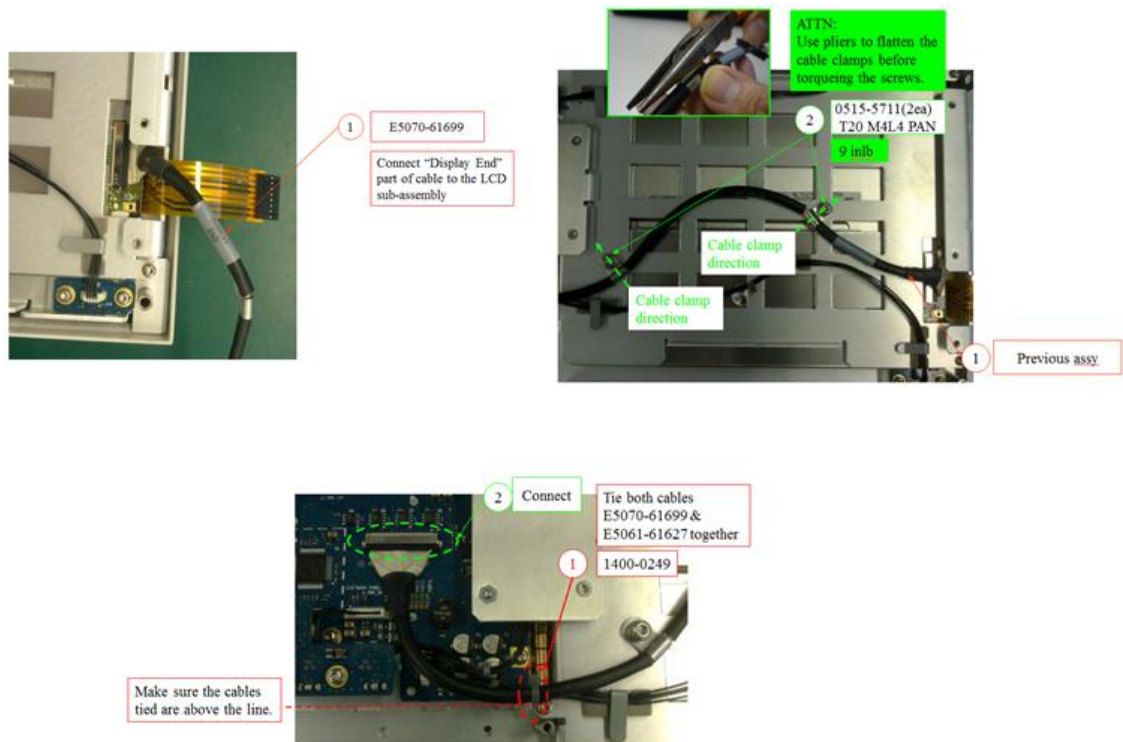 1
E5070-61699
Connect “Display End”
part of cable to the LCD
sub-assembly
ATTN:
Use pliers to flatten the
cable clamps before
torqueing the screws.
2
0515-5711(2ea)
T20 M4L4 PAN
9 inlb
Cable clamp
direction
Cable clamp
direction
1
Previous assy
2
Connect
Tie both cables
E5070-61699 &
E5061-61627 together
1
1400-0249
Make sure the cables
tied are above the line.